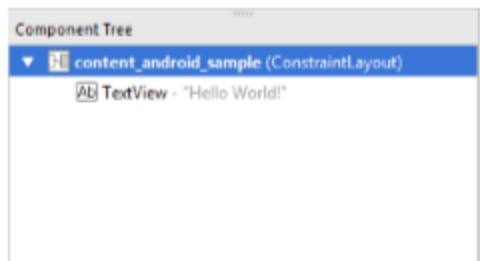 Component Tree
content_android_sample (ConstraintLayout)
Ab TextView - "Hello World!"